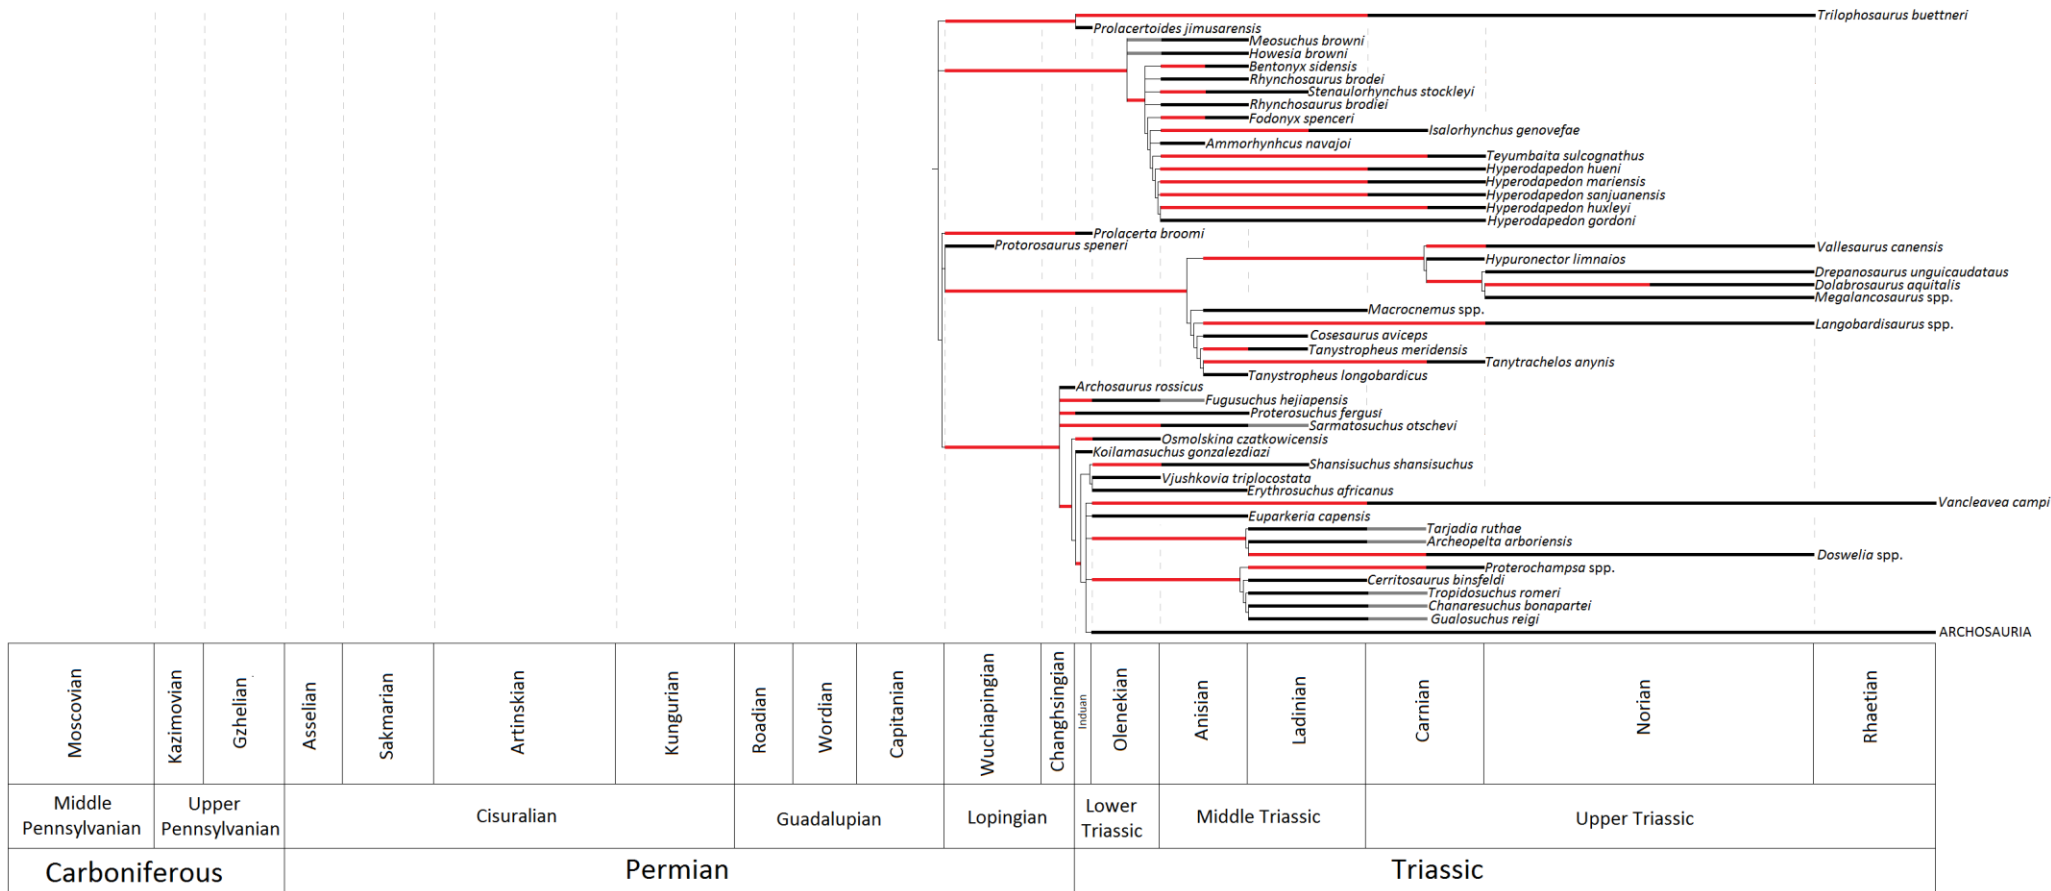 Trilophosaurus buettneri
Prolacertoides jimusarensis
Meosuchus browni
Howesia browni
Bentonyx sidensis
Rhynchosaurus brodei
Stenaulorhynchus stockleyi
Rhynchosaurus brodiei
Fodonyx spenceri
Isalorhynchus genovefae
Ammorhynhcus navajoi
Teyumbaita sulcognathus
Hyperodapedon hueni
Hyperodapedon mariensis
Hyperodapedon sanjuanensis
Hyperodapedon huxleyi
Hyperodapedon gordoni
Prolacerta broomi
Protorosaurus speneri
Vallesaurus canensis
Hypuronector limnaios
Drepanosaurus unguicaudataus
Dolabrosaurus aquitalis
Megalancosaurus spp.
Macrocnemus spp.
Langobardisaurus spp.
Cosesaurus aviceps
Tanystropheus meridensis
Tanytrachelos anynis
Tanystropheus longobardicus
Archosaurus rossicus
Fugusuchus hejiapensis
Proterosuchus fergusi
Sarmatosuchus otschevi
Osmolskina czatkowicensis
Koilamasuchus gonzalezdiazi
Shansisuchus shansisuchus
Vjushkovia triplocostata
Erythrosuchus africanus
Vancleavea campi
Euparkeria capensis
Tarjadia ruthae
Archeopelta arboriensis
Doswelia spp.
Proterochampsa spp.
Cerritosaurus binsfeldi
Tropidosuchus romeri
Chanaresuchus bonapartei
Gualosuchus reigi
ARCHOSAURIA
Moscovian
Kazimovian
Gzhelian
Asselian
Sakmarian
Artinskian
Kungurian
Roadian
Wordian
Capitanian
Wuchiapingian
Changhsingian
Induan
Olenekian
Anisian
Ladinian
Carnian
Norian
Rhaetian
Middle
Pennsylvanian
Upper
Pennsylvanian
Cisuralian
Guadalupian
Lopingian
Lower
Triassic
Middle Triassic
Upper Triassic
Carboniferous
Permian
Triassic